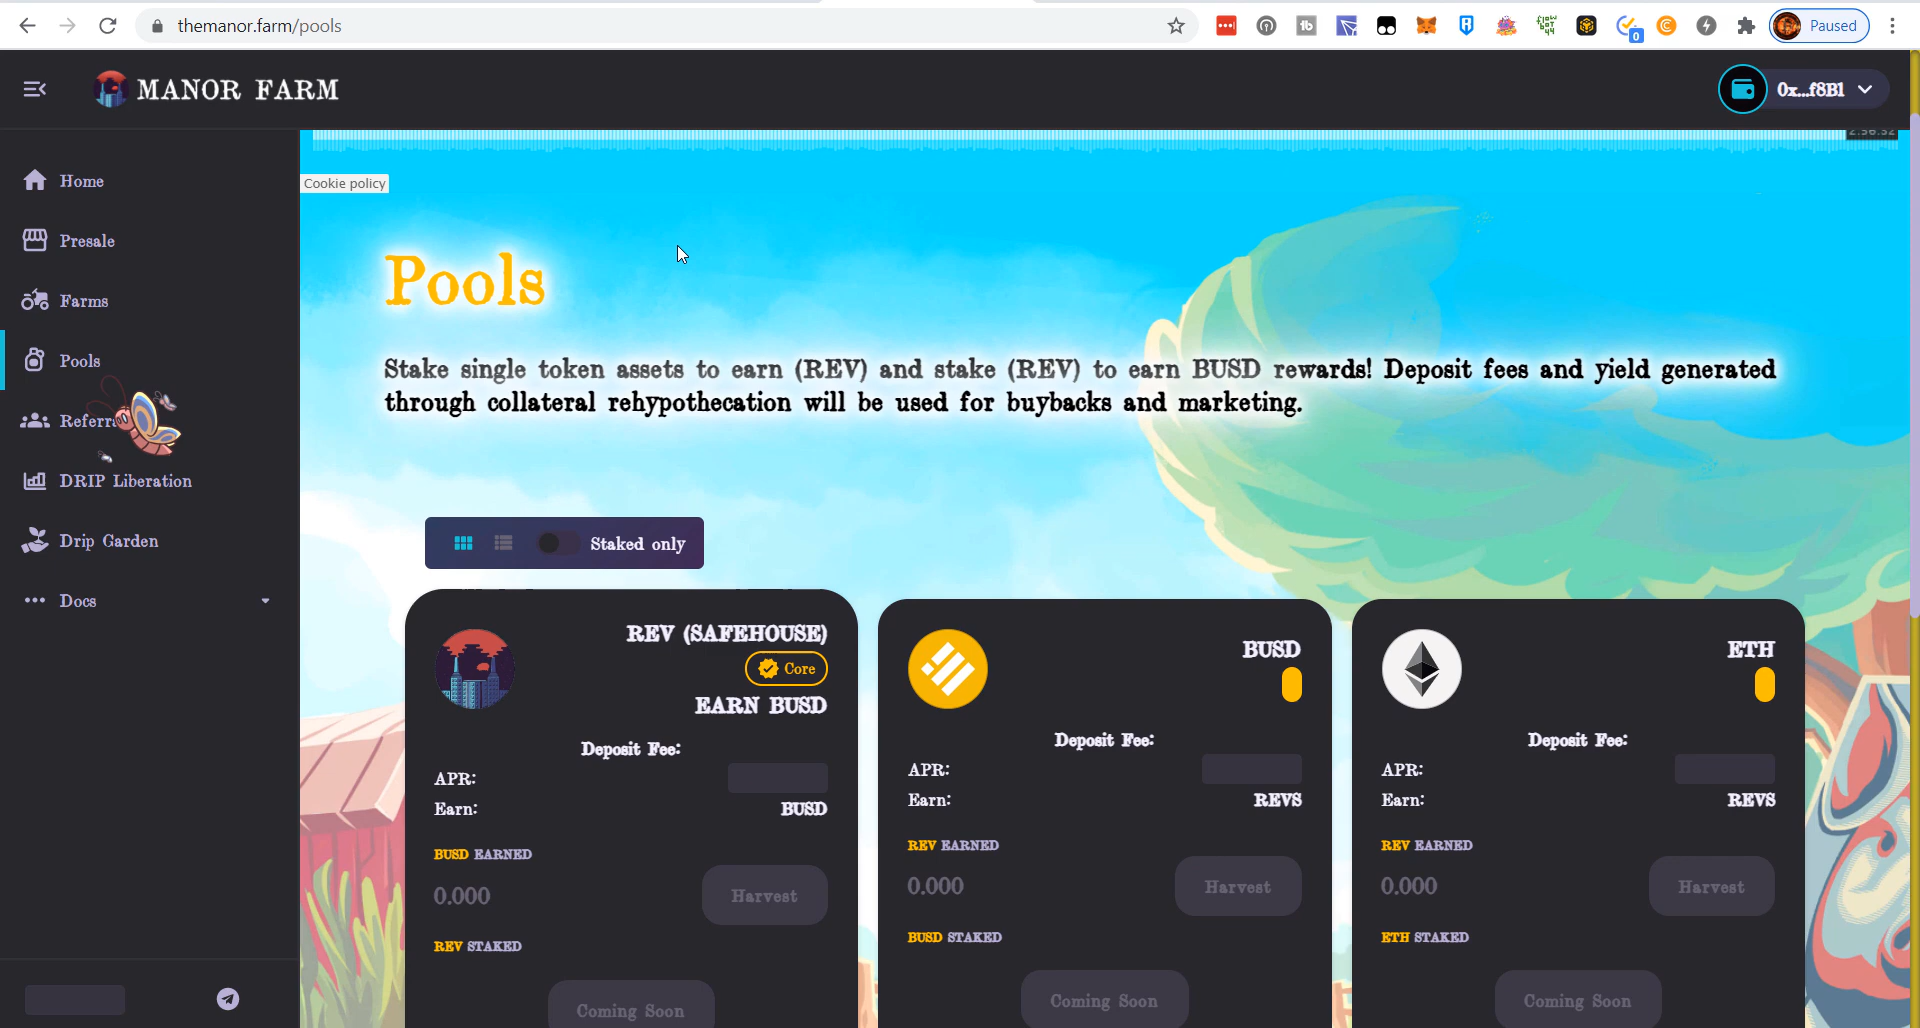 themanor.farm/pools
0
Paused
MANOR FARM
0x...f8B1
2:36:32
Cookie policy
Home
Presale
Farms
Pools
DRIP Liberation
Drip Garden
Docs
Pools
Stake single token assets to earn (REV) and stake (REV) to earn BUSD rewards! Deposit fees and yield generated
through collateral rehypothecation will be used for buybacks and marketing.
Staked only
REV (SAFEHOUSE)
Core
EARN BUSD
Deposit Fee:
APR:
Earn: BUSD
BUSD EARNED
0.000
Harvest
REV STAKED
Coming Soon
BUSD
Deposit Fee:
APR:
Earn: REVS
REV EARNED
0.000
Harvest
BUSD STAKED
Coming Soon
ETH
Deposit Fee:
APR:
Earn: REVS
REV EARNED
0.000
Harvest
ETH STAKED
Coming Soon